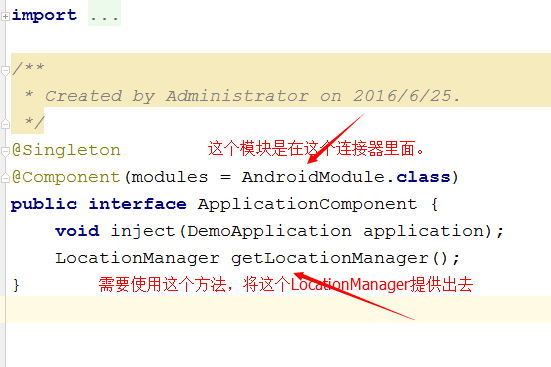 import ...
/**
* Created by Administrator on 2016/6/25.
*/
@Singleton 这个模块是在这个连接器里面。
@Component(modules = AndroidModule.class)
public interface ApplicationComponent {
void inject(DemoApplication application);
LocationManager getLocationManager();
} 需要使用这个方法，将这个LocationManager提供出去